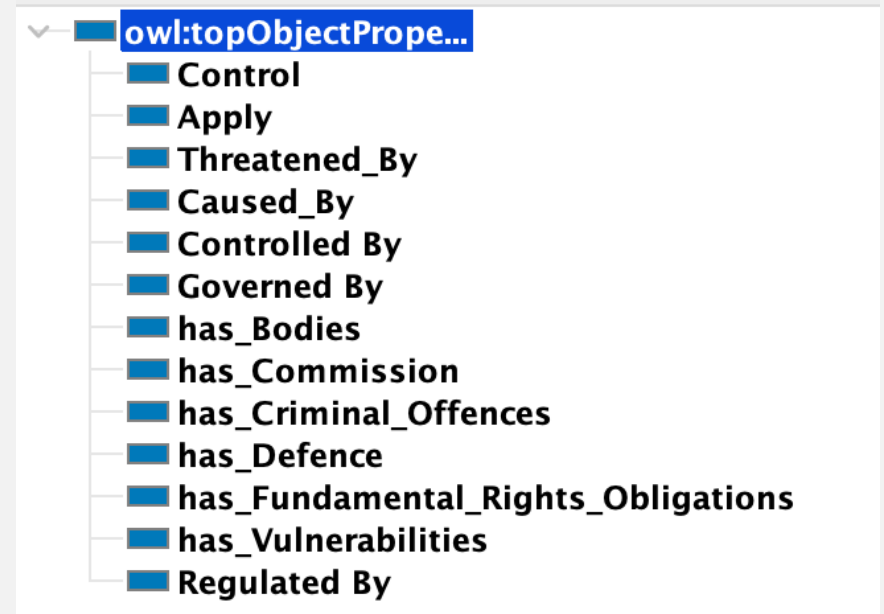 owl:topObjectPrope...
Control
Apply
Threatened_By
Caused_By
Controlled By
Governed By
has_Bodies
has_Commission
has_Criminal_Offences
has_Defence
has_Fundamental_Rights_Obligations
has_Vulnerabilities
Regulated By